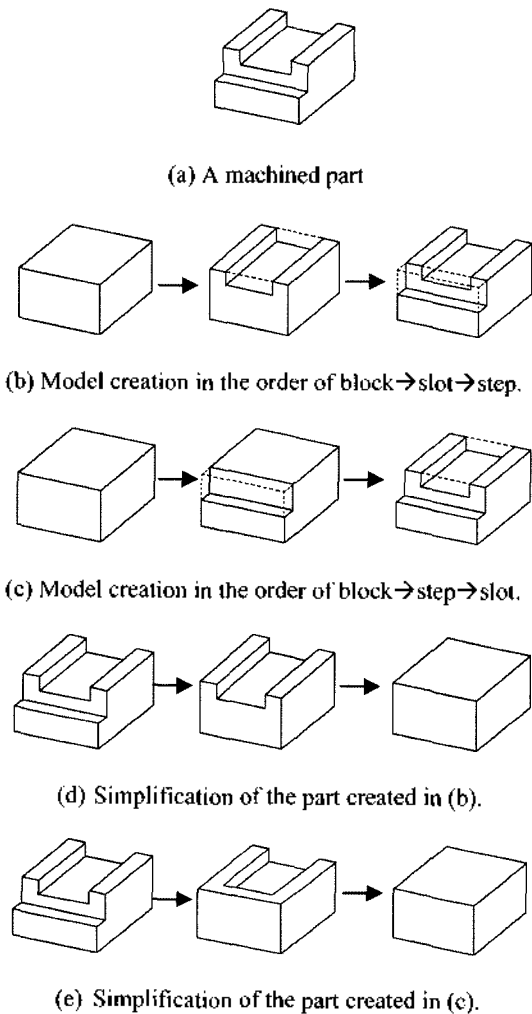 (a) A machined part
(b) Model creation in the order of block→slot→step.
(c) Model creation in the order of block→step→slot.
(d) Simplification of the part created in (b).
(e) Simplification of the part created in (c).